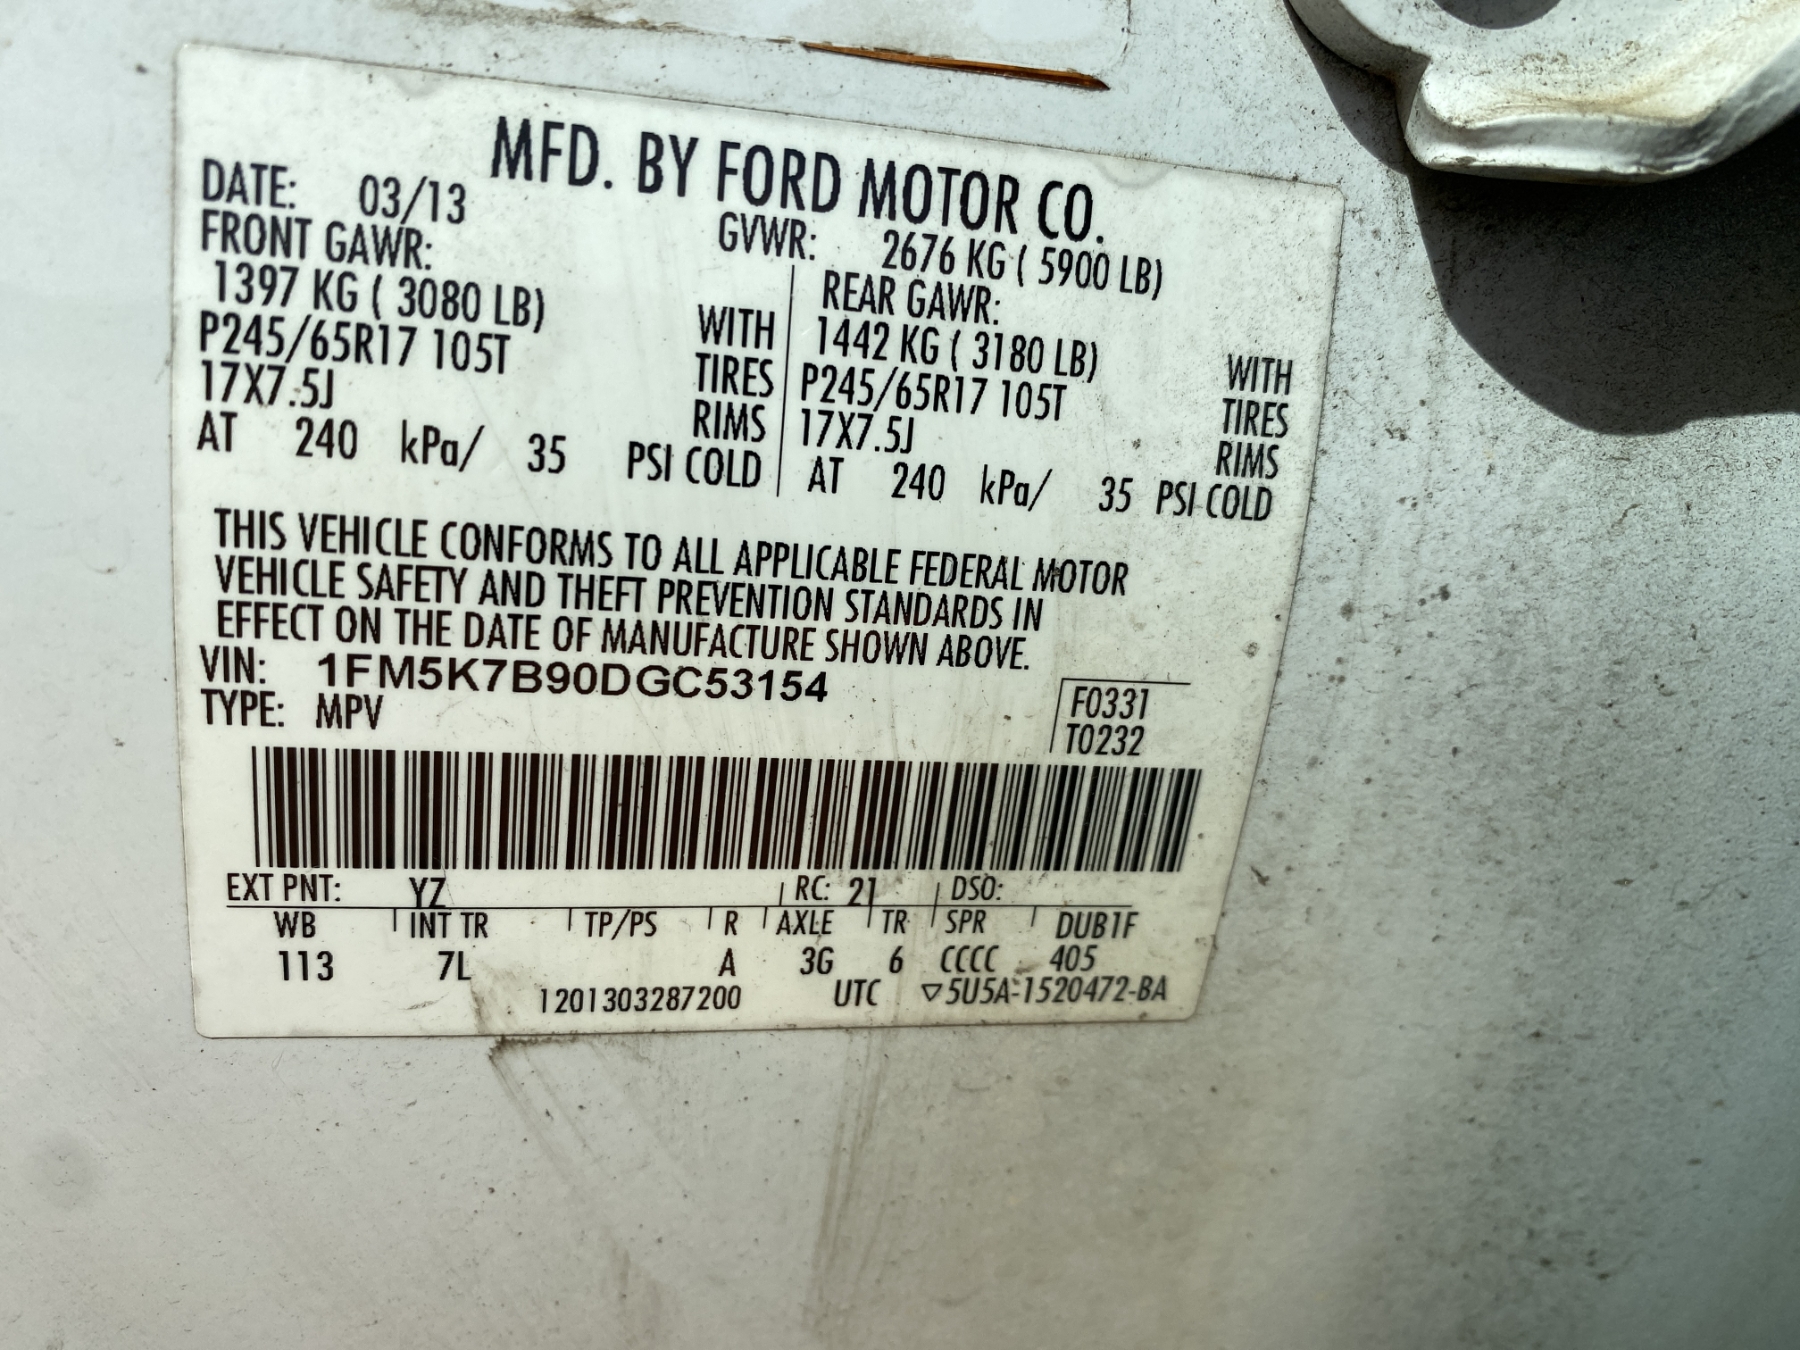 MFD. BY FORD MOTOR CO.
DATE: 03/13 GVWR: 2676 KG ( 5900 LB)
FRONT GAWR: REAR GAWR:
1397 KG ( 3080 LB) WITH 1442 KG ( 3180 LB) WITH
P245/65R17 105T TIRES P245/65R17 105T TIRES
17X7.5J RIMS 17X7.5J RIMS
AT 240 kPa/ 35 PSI COLD AT 240 kPa/ 35 PSI COLD
THIS VEHICLE CONFORMS TO ALL APPLICABLE FEDERAL MOTOR
VEHICLE SAFETY AND THEFT PREVENTION STANDARDS IN
EFFECT ON THE DATE OF MANUFACTURE SHOWN ABOVE.
VIN: 1FM5K7B90DGC53154
TYPE: MPV
F0331
T0232
EXT PNT: YZ RC: 21 DSO:
WB INT TR TP/PS R AXLE TR SPR DUB1F
113 7L A 3G 6 CCCC 405
1201303287200 UTC ▽5U5A-1520472-BA